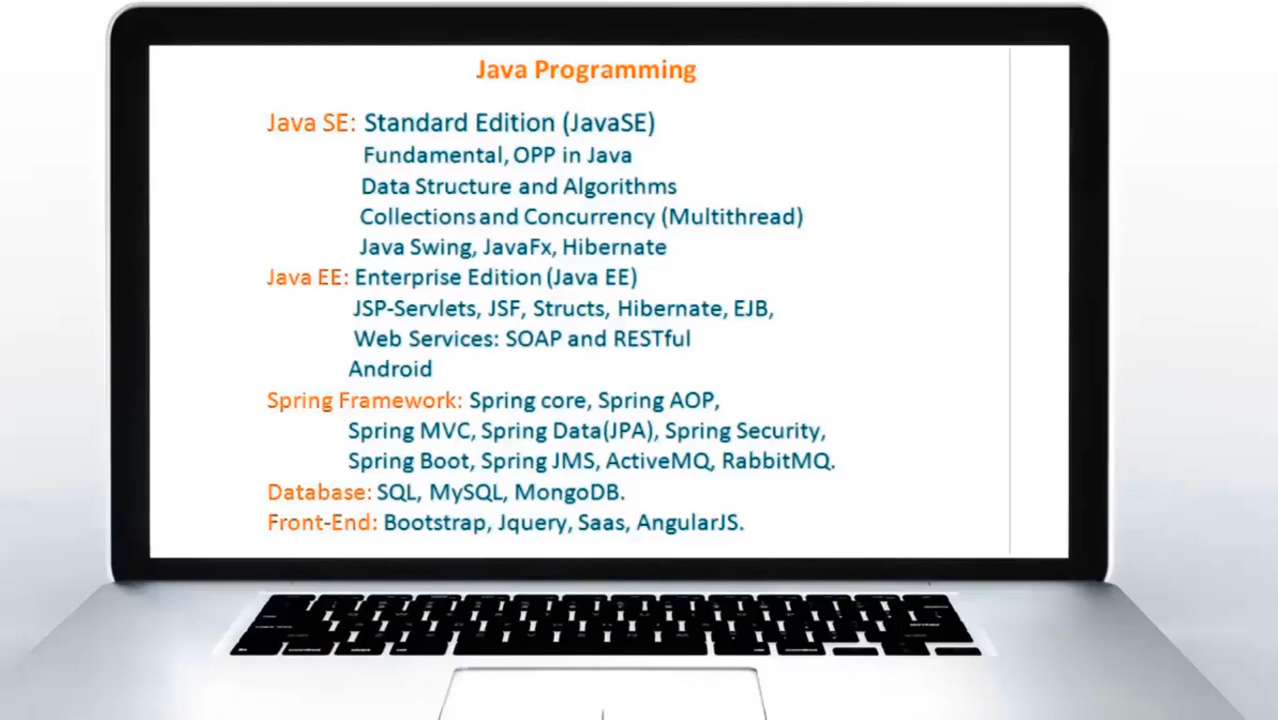 Java Programming
Java SE: Standard Edition (JavaSE)
Fundamental, OPP in Java
Data Structure and Algorithms
Collections and Concurrency (Multithread)
Java Swing, JavaFx, Hibernate
Java EE: Enterprise Edition (Java EE)
JSP-Servlets, JSF, Structs, Hibernate, EJB,
Web Services: SOAP and RESTful
Android
Spring Framework: Spring core, Spring AOP,
Spring MVC, Spring Data(JPA), Spring Security,
Spring Boot, Spring JMS, ActiveMQ, RabbitMQ.
Database: SQL, MySQL, MongoDB.
Front-End: Bootstrap, Jquery, Saas, AngularJS.